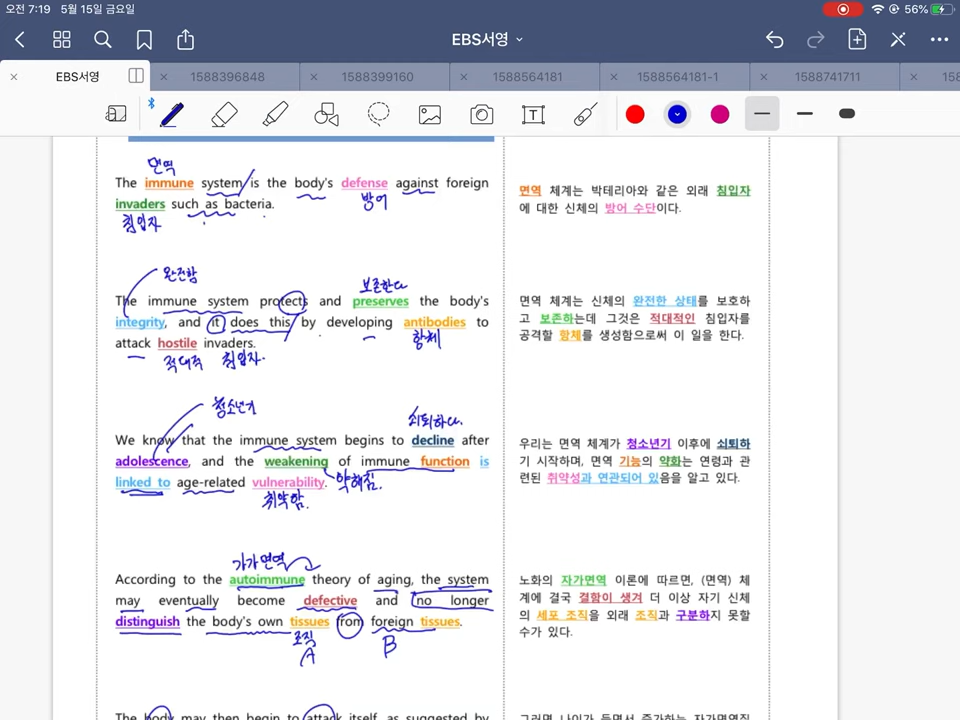 오전 7:19 5월 15일 금요일
56%
EBS서영
EBS서영
1588396848
1588399160
1588564181
1588564181-1
1588741711
면역
The immune system is the body's defense against foreign
방어
invaders such as bacteria.
침입자
면역 체계는 박테리아와 같은 외래 침입자
에 대한 신체의 방어 수단이다.
완전함
보존한다
The immune system protects and preserves the body's
integrity, and it does this by developing antibodies to
항체
attack hostile invaders.
적대적 침입자.
면역 체계는 신체의 완전한 상태를 보호하
고 보존하는데 그것은 적대적인 침입자를
공격할 항체를 생성함으로써 이 일을 한다.
청소년기
쇠퇴하다.
We know that the immune system begins to decline after
adolescence, and the weakening of immune function is
linked to age-related vulnerability.
약해짐.
취약함.
우리는 면역 체계가 청소년기 이후에 쇠퇴하
기 시작하며, 면역 기능의 약화는 연령과 관
련된 취약성과 연관되어 있음을 알고 있다.
According to the autoimmune theory of aging, the system
may eventually become defective and no longer
distinguish the body's own tissues from foreign tissues.
조직
A
B
노화의 자가면역 이론에 따르면, (면역) 체
계에 결국 결함이 생겨 더 이상 자기 신체
의 세포 조직을 외래 조직과 구분하지 못할
수가 있다.
The body may then begin to attack itself, as suggested by